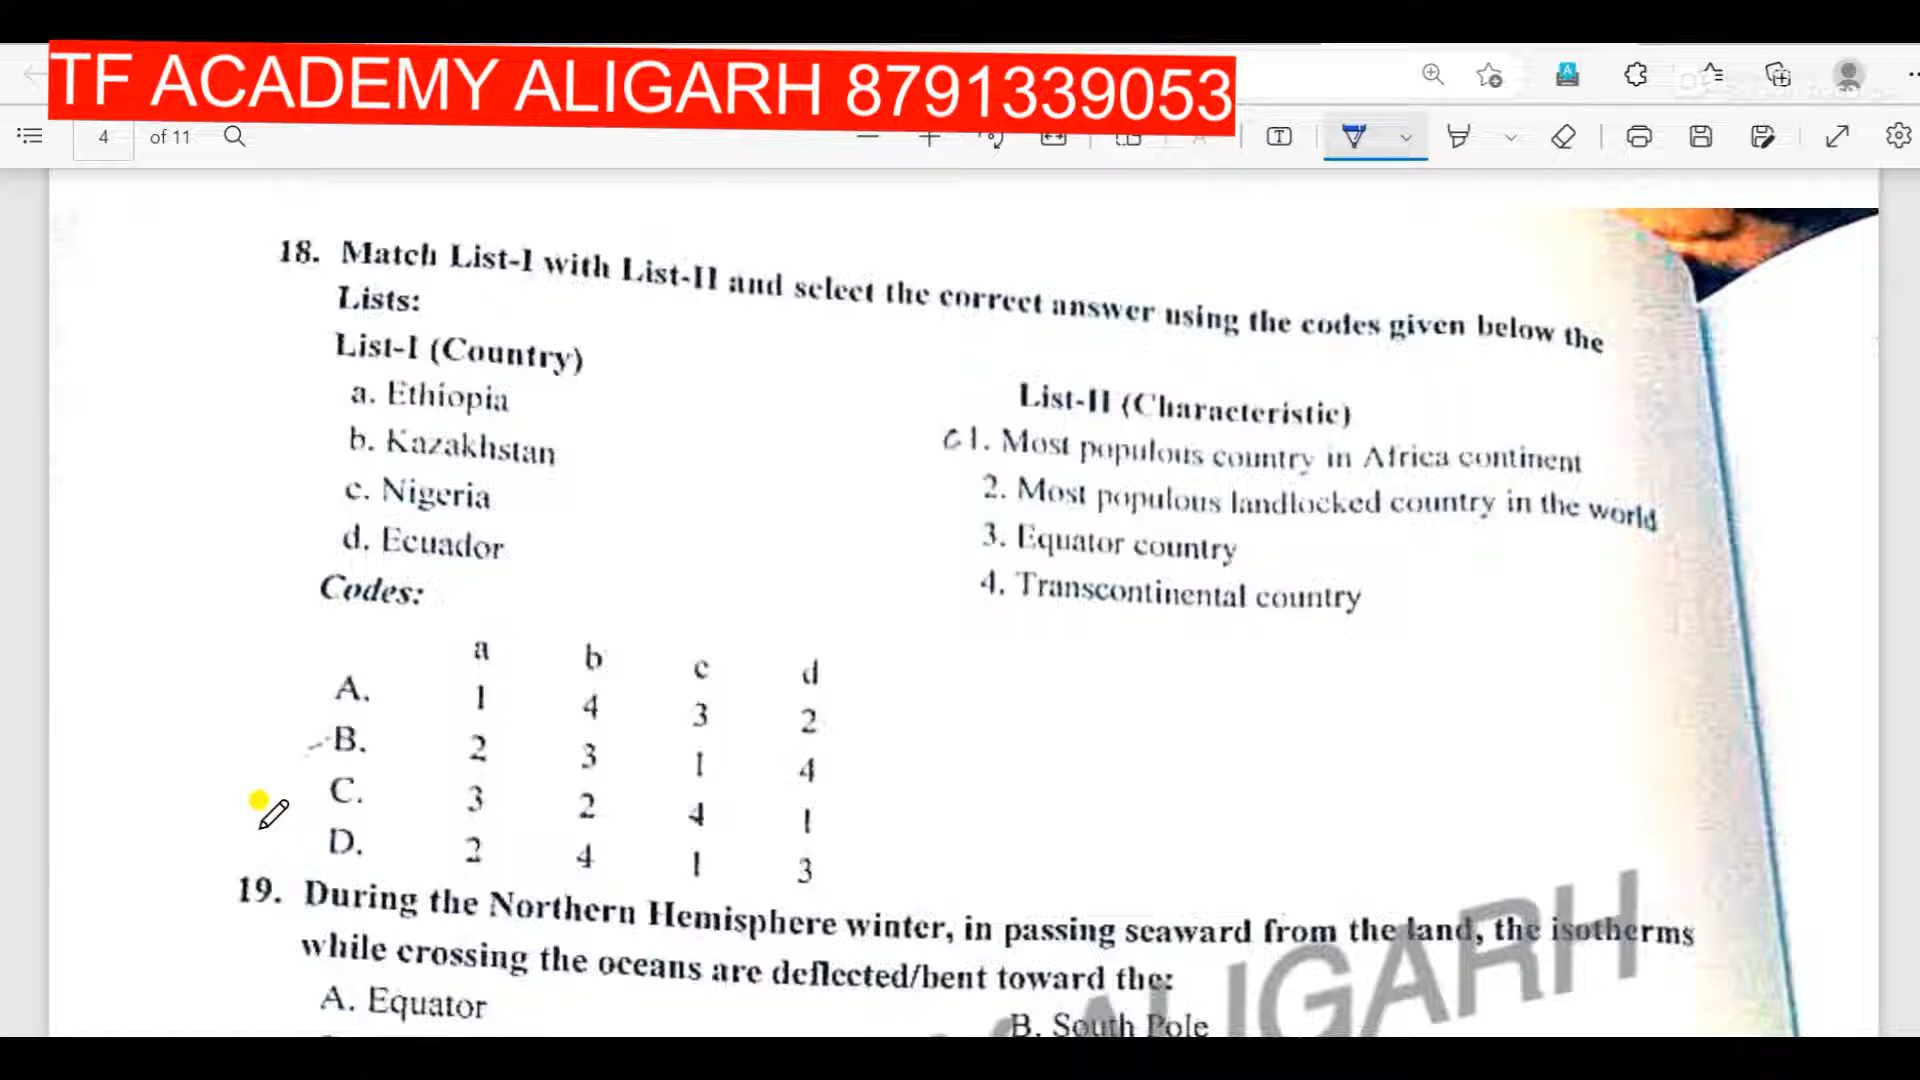 TF ACADEMY ALIGARH 8791339053
4 of 11
18. Match List-I with List-II and select the correct answer using the codes given below the
Lists:
List-I (Country)
List-II (Characteristic)
a. Ethiopia
1. Most populous country in Africa continent
b. Kazakhstan
2. Most populous landlocked country in the world
c. Nigeria
3. Equator country
d. Ecuador
4. Transcontinental country
Codes:
a b c d
A. 1 4 3 2
B. 2 3 1 4
C. 3 2 4 1
D. 2 4 1 3
19. During the Northern Hemisphere winter, in passing seaward from the land, the isotherms
while crossing the oceans are deflected/bent toward the:
A. Equator
B. South Pole
ALIGARH